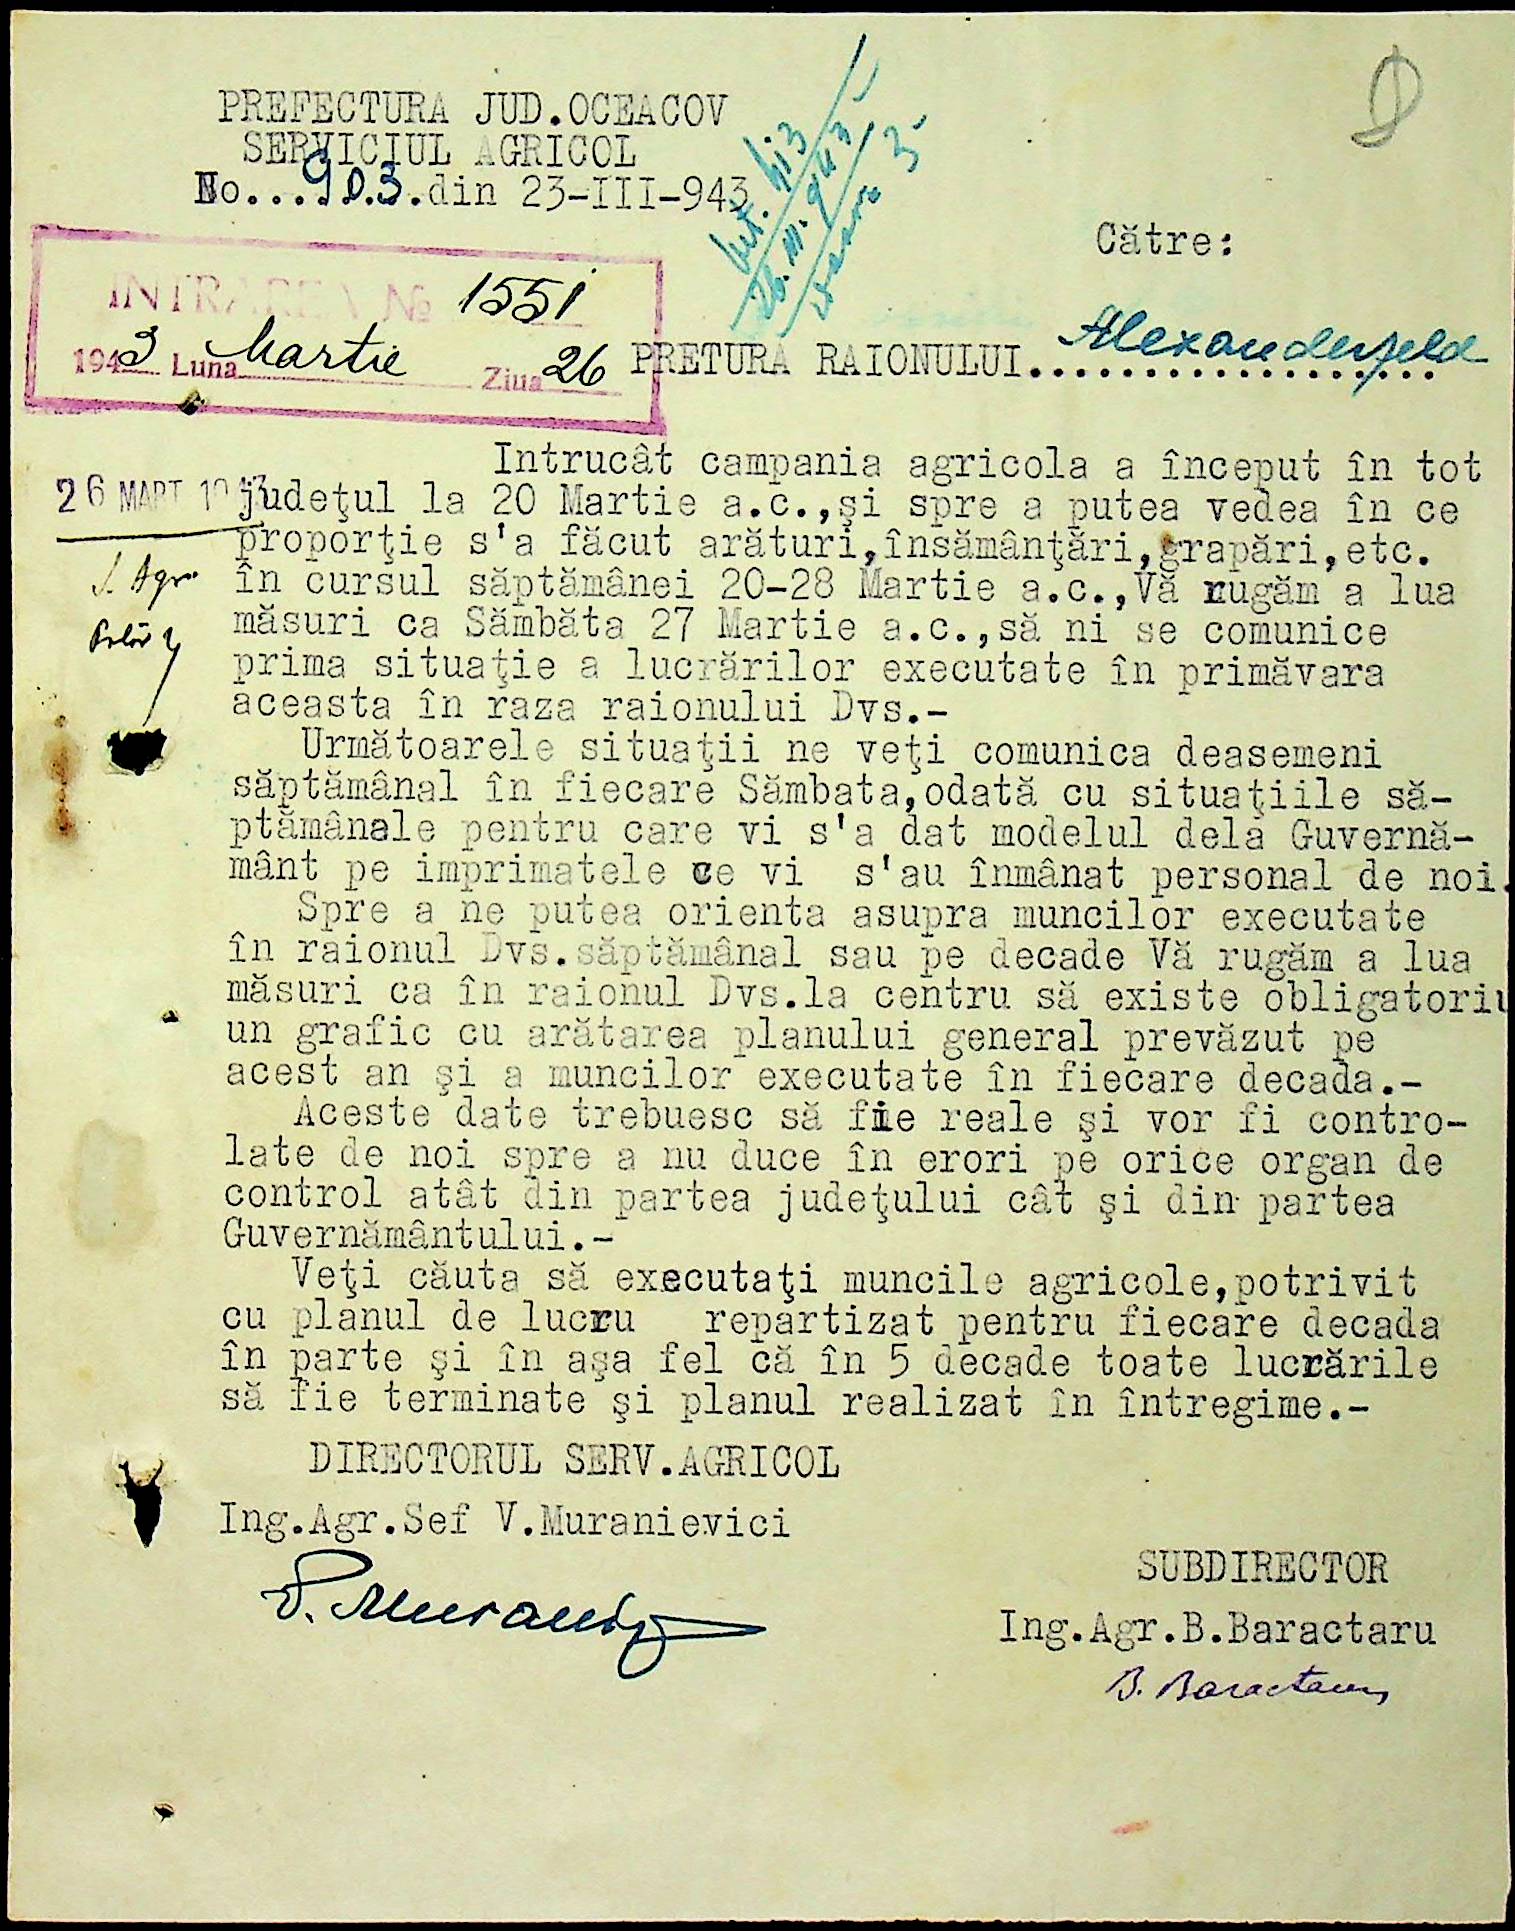 PREFECTURA JUD.OCEACOV
SERVICIUL AGRICOL
No...903.din 23-III-943
26.III.943
Către:
INTRAREA № 1551
1943 Luna Martie Ziua 26
PRETURA RAIONULUI Alexanderfeld
26 МАРТ 1943
S. Agr.
Intrucât campania agricola a început în tot
judeţul la 20 Martie a.c.,şi spre a putea vedea în ce
proporţie s'a făcut arături,însămânţări,grapări,etc.
în cursul săptămânei 20-28 Martie a.c.,Vă rugăm a lua
măsuri ca Sămbăta 27 Martie a.c.,să ni se comunice
prima situaţie a lucrărilor executate în primăvara
aceasta în raza raionului Dvs.-
Următoarele situaţii ne veţi comunica deasemeni
săptămânal în fiecare Sămbata,odată cu situaţiile să-
ptămânale pentru care vi s'a dat modelul dela Guvernă-
mânt pe imprimatele ce vi s'au înmânat personal de noi.
Spre a ne putea orienta asupra muncilor executate
în raionul Dvs.săptămânal sau pe decade Vă rugăm a lua
măsuri ca în raionul Dvs.la centru să existe obligatoriu
un grafic cu arătarea planului general prevăzut pe
acest an şi a muncilor executate în fiecare decada.-
Aceste date trebuesc să fie reale şi vor fi contro-
late de noi spre a nu duce în erori pe orice organ de
control atât din partea judeţului cât şi din partea
Guvernământului.-
Veţi căuta să executaţi muncile agricole,potrivit
cu planul de lucru repartizat pentru fiecare decada
în parte şi în aşa fel că în 5 decade toate lucrările
să fie terminate şi planul realizat în întregime.-
DIRECTORUL SERV.AGRICOL
Ing.Agr.Sef V.Muranievici
SUBDIRECTOR
Ing.Agr.B.Baractaru
B. Baractaru